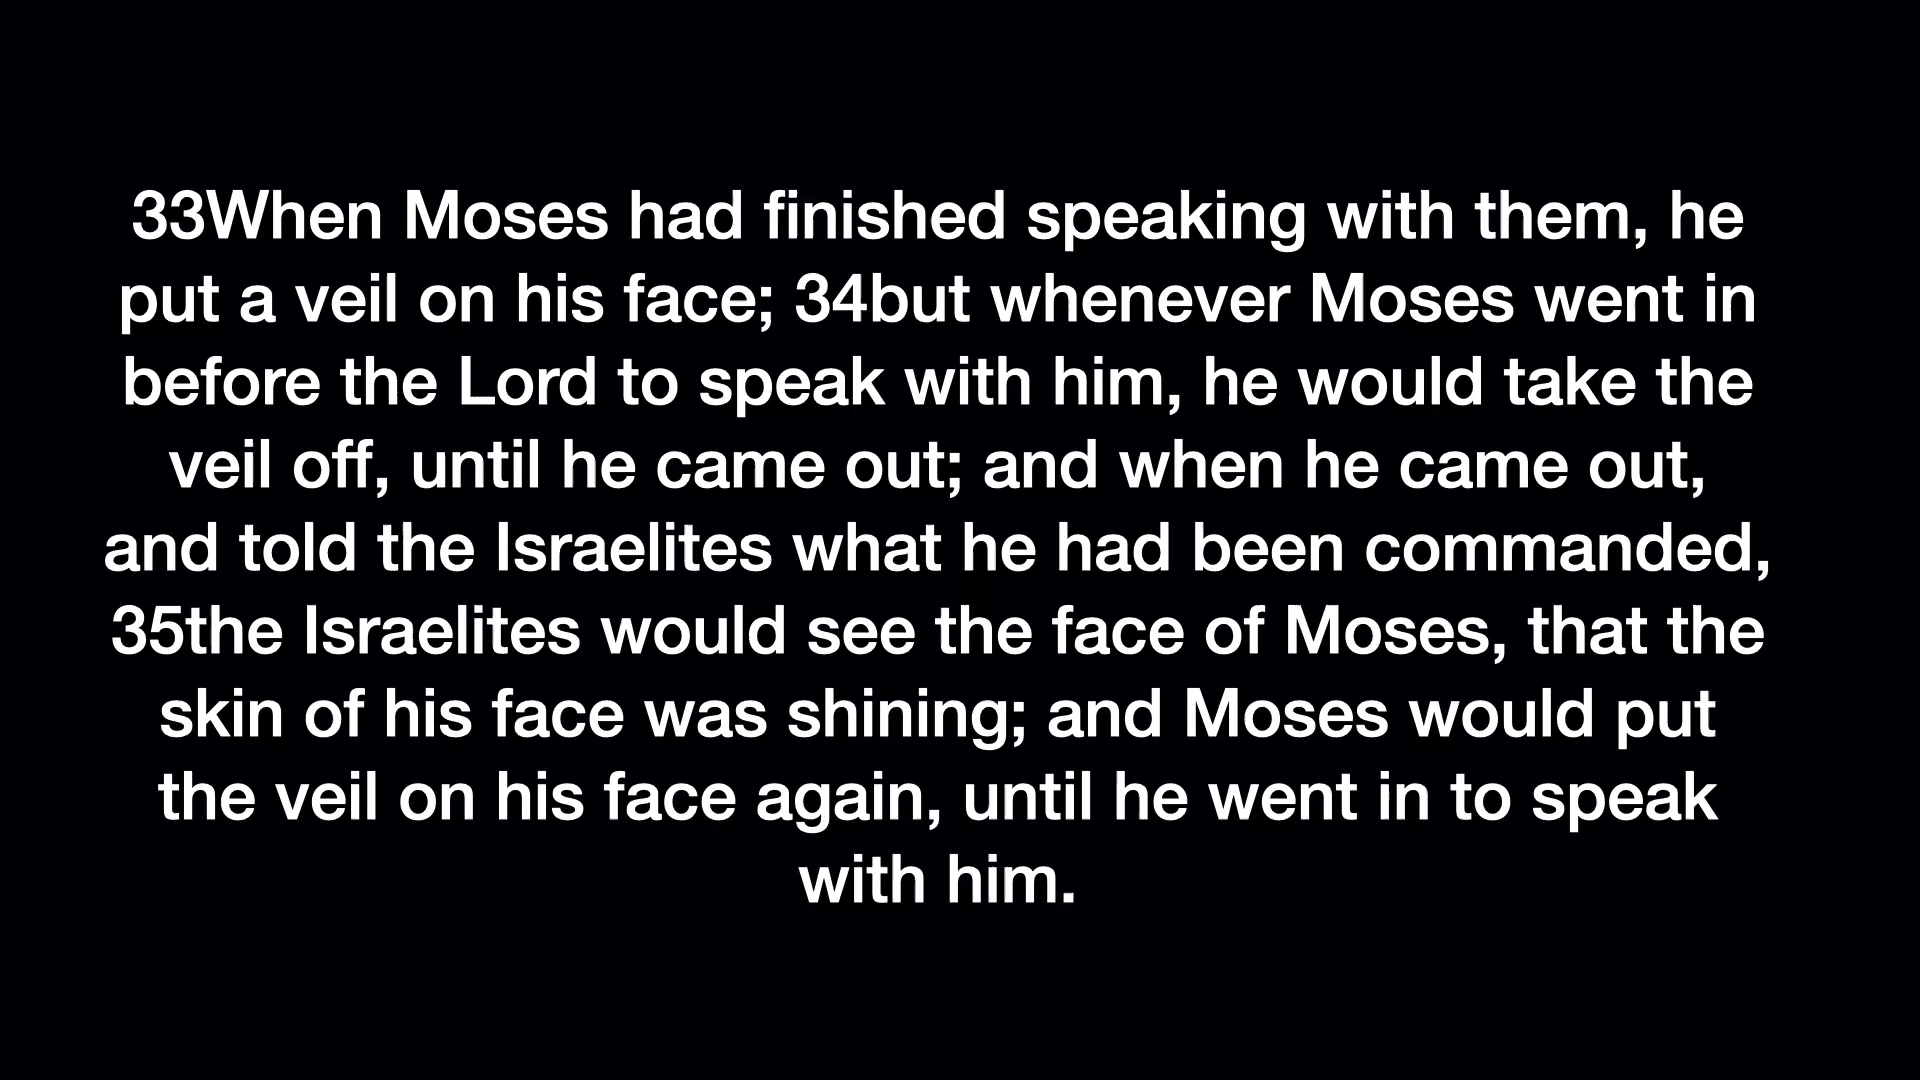 33When Moses had finished speaking with them, he
put a veil on his face; 34but whenever Moses went in
before the Lord to speak with him, he would take the
veil off, until he came out; and when he came out,
and told the Israelites what he had been commanded,
35the Israelites would see the face of Moses, that the
skin of his face was shining; and Moses would put
the veil on his face again, until he went in to speak
with him.